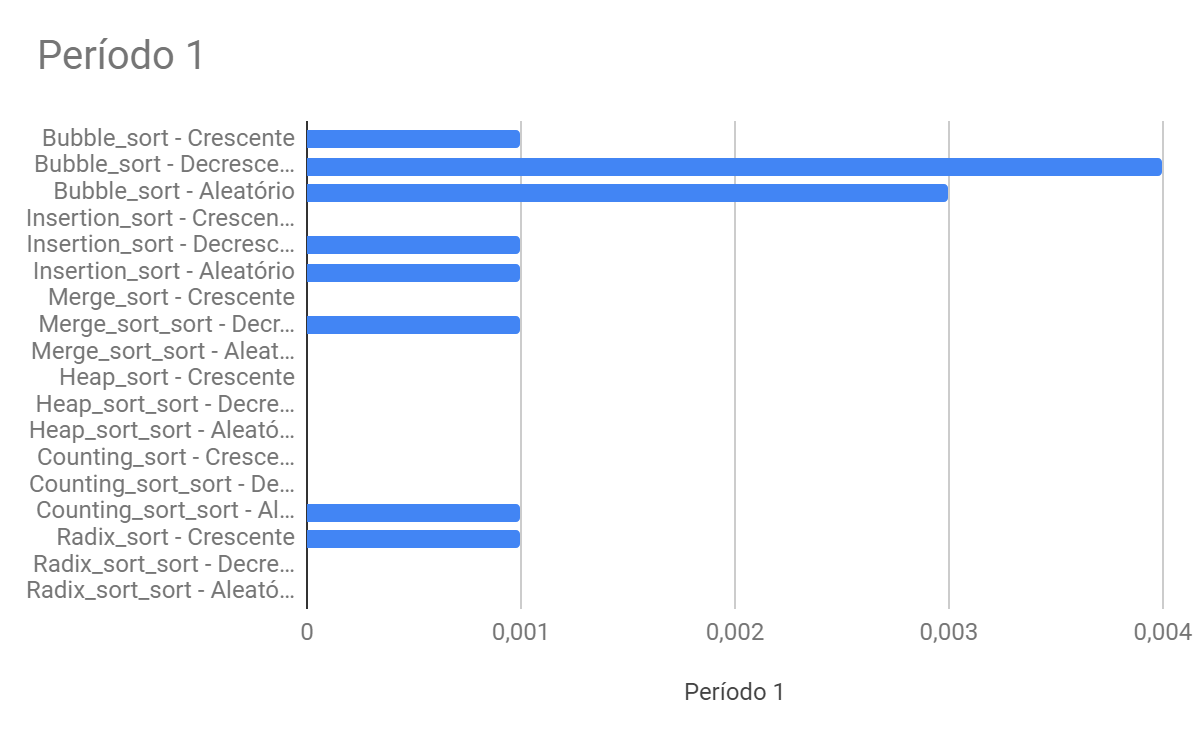 Período 1
Bubble_sort - Crescente
Bubble_sort - Decresce…
Bubble_sort - Aleatório
Insertion_sort - Crescen…
Insertion_sort - Decresc…
Insertion_sort - Aleatório
Merge_sort - Crescente
Merge_sort_sort - Decr…
Merge_sort_sort - Aleat…
Heap_sort - Crescente
Heap_sort_sort - Decre…
Heap_sort_sort - Aleató…
Counting_sort - Cresce…
Counting_sort_sort - De…
Counting_sort_sort - Al…
Radix_sort - Crescente
Radix_sort_sort - Decre…
Radix_sort_sort - Aleató…
0 0,001 0,002 0,003 0,004
Período 1